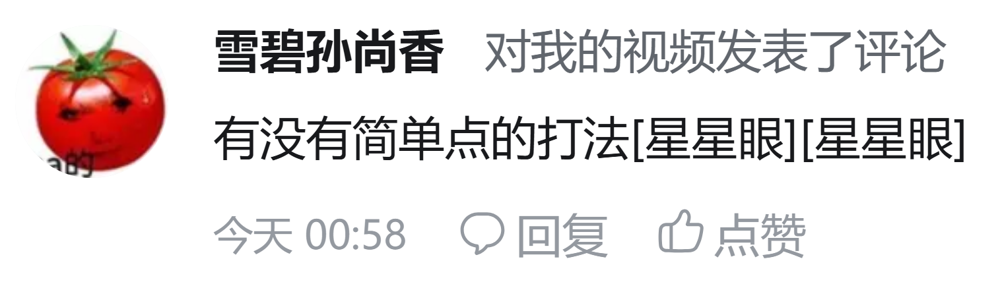 雪碧孙尚香 对我的视频发表了评论
有没有简单点的打法[星星眼][星星眼]
a的
今天 00:58 回复 点赞